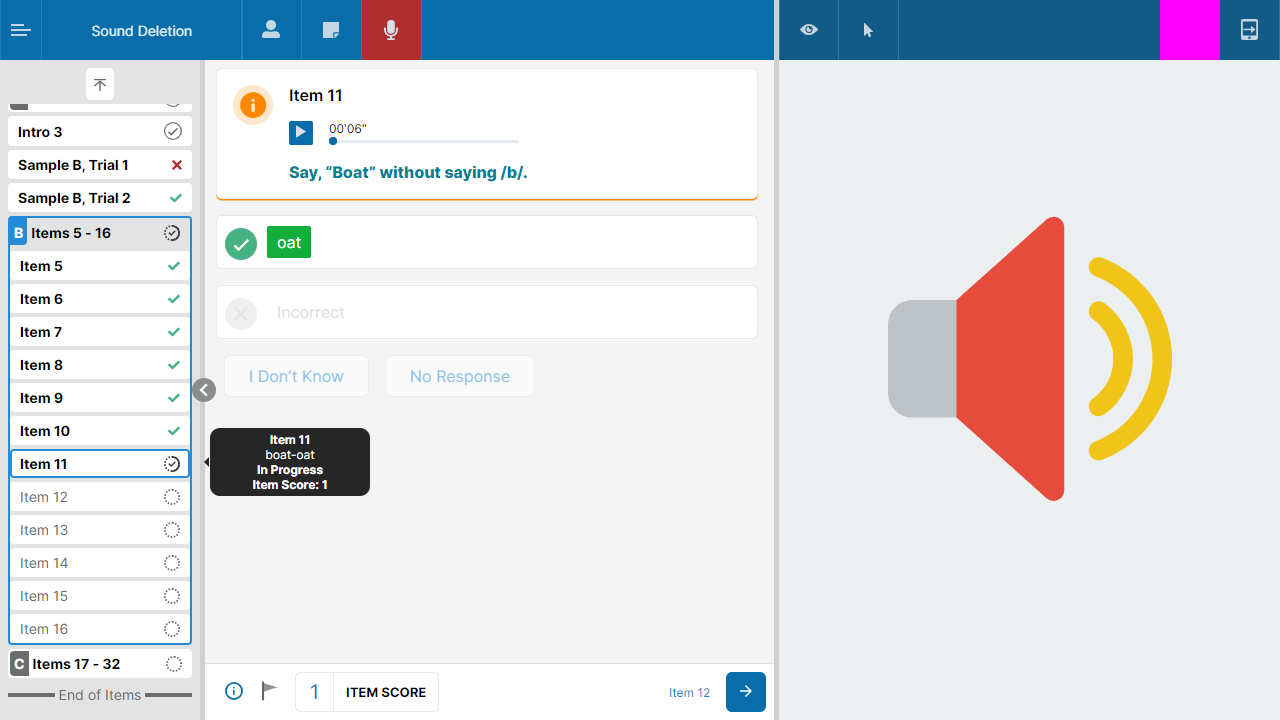 Sound Deletion
Intro 3
Sample B, Trial 1
Sample B, Trial 2
B Items 5 - 16
Item 5
Item 6
Item 7
Item 8
Item 9
Item 10
Item 11
Item 12
Item 13
Item 14
Item 15
Item 16
C Items 17 - 32
End of Items
Item 11
00'06"
Say, “Boat” without saying /b/.
oat
Incorrect
I Don’t Know No Response
Item 11
boat-oat
In Progress
Item Score: 1
1 ITEM SCORE
Item 12